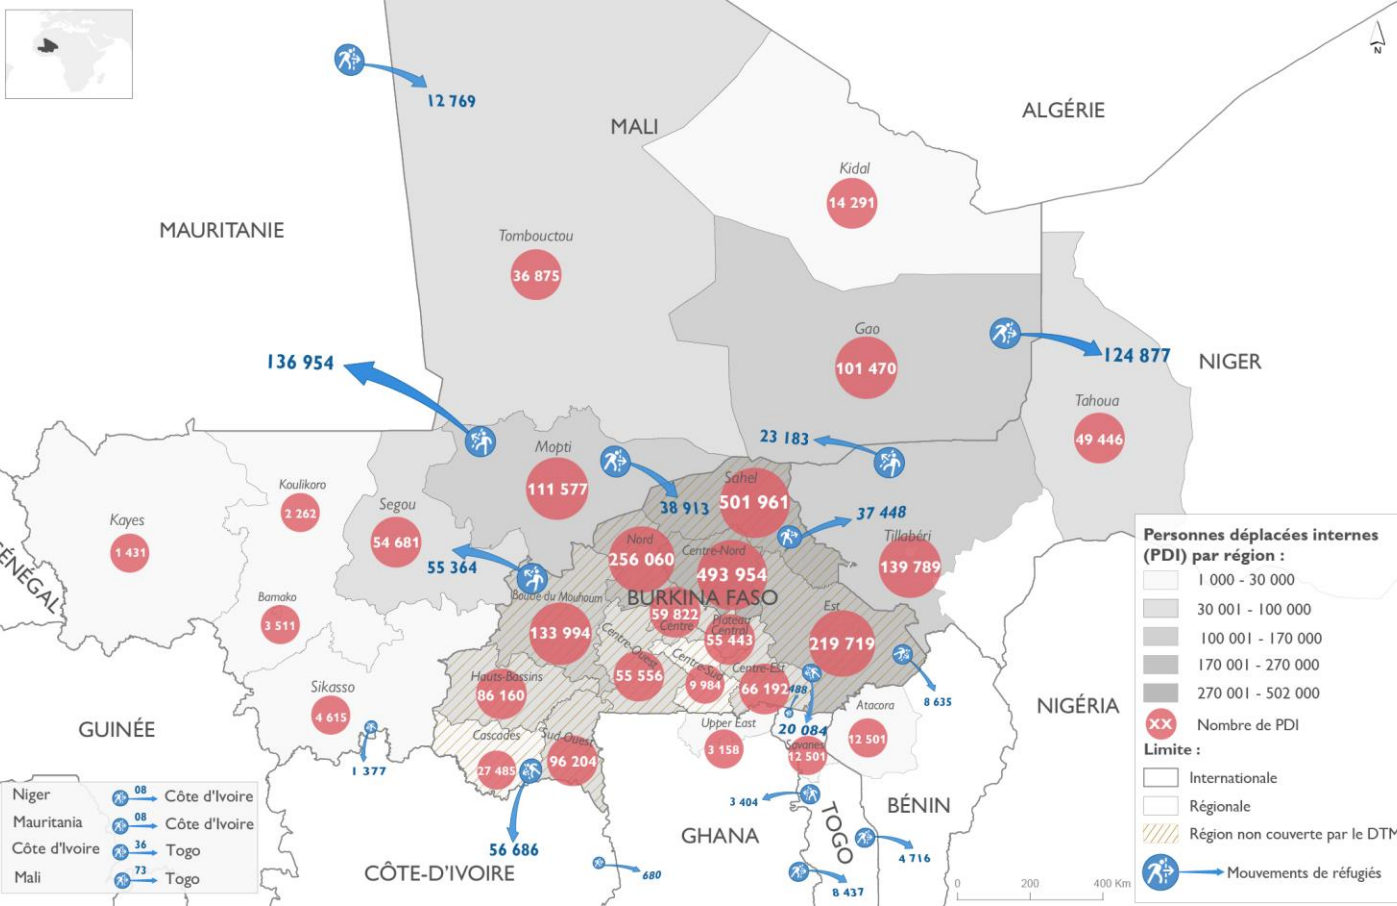 N
12 769
MALI
ALGÉRIE
Kidal
14 291
MAURITANIE
Tombouctou
36 875
Gao
101 470
136 954
124 877
NIGER
Tahoua
49 446
23 183
Mopti
111 577
Sahel
501 961
38 913
37 448
Koulikoro
2 262
Segou
54 681
Kayes
1 431
Tillabéri
139 789
Nord
256 060
Centre-Nord
493 954
55 364
SÉNÉGAL
Bamako
3 511
Boucle du Mouhoum
133 994
BURKINA FASO
59 822
Centre
Plateau
Central
55 443
Est
219 719
Centre-Ouest
55 556
Centre-Sud
9 984
Centre-Est
66 192
488
Hauts-Bassins
86 160
Sikasso
4 615
8 635
NIGÉRIA
GUINÉE
Atacora
12 501
Upper East
3 158
20 084
Savanes
12 501
Cascades
27 485
Sud-Ouest
96 204
1 377
3 404
BÉNIN
TOGO
GHANA
56 686
4 716
CÔTE-D'IVOIRE
680
8 437
Niger 08 Côte d'Ivoire
Mauritania 08 Côte d'Ivoire
Côte d'Ivoire 36 Togo
Mali 73 Togo
0 200 400 Km
Personnes déplacées internes
(PDI) par région :
1 000 - 30 000
30 001 - 100 000
100 001 - 170 000
170 001 - 270 000
270 001 - 502 000
XX Nombre de PDI
Limite :
Internationale
Régionale
Région non couverte par le DTM
Mouvements de réfugiés